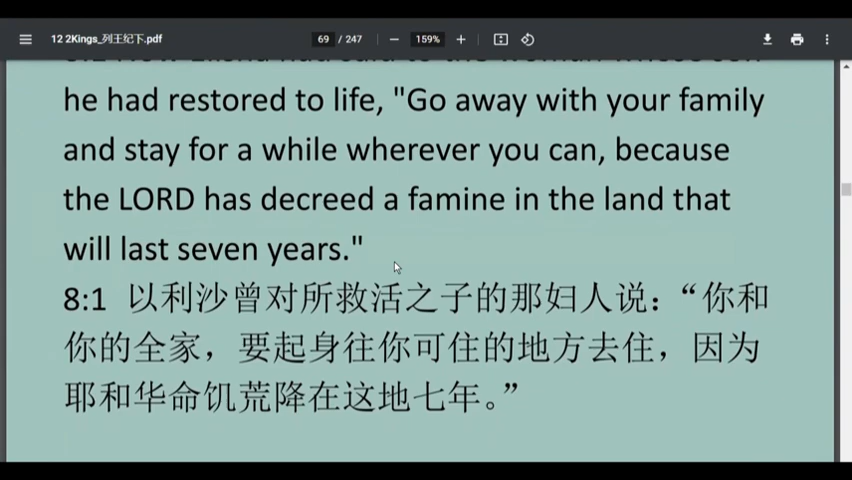 12 2Kings_列王纪下.pdf
69 / 247
159%
he had restored to life, "Go away with your family
and stay for a while wherever you can, because
the LORD has decreed a famine in the land that
will last seven years."
8:1 以利沙曾对所救活之子的那妇人说：“你和
你的全家，要起身往你可住的地方去住，因为
耶和华命饥荒降在这地七年。”